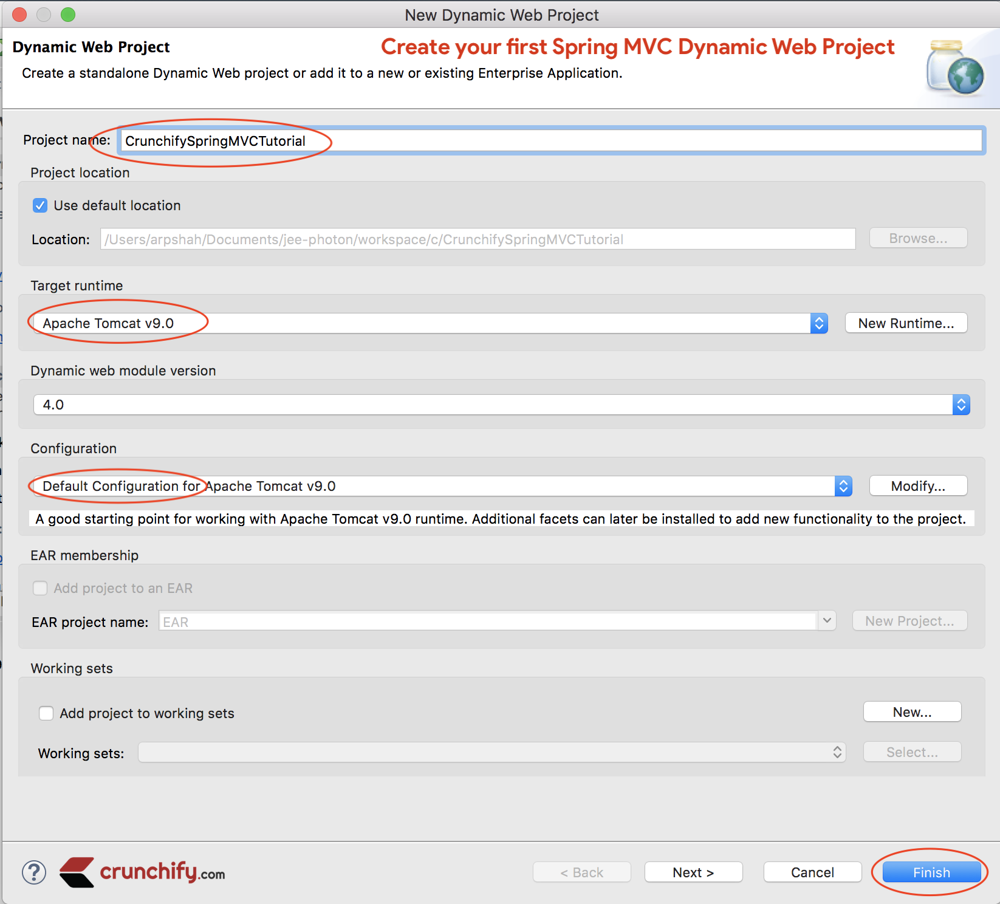 New Dynamic Web Project
Dynamic Web Project
Create your first Spring MVC Dynamic Web Project
Create a standalone Dynamic Web project or add it to a new or existing Enterprise Application.
Project name: CrunchifySpringMVCTutorial
Project location
Use default location
Location: /Users/arpshah/Documents/jee-photon/workspace/c/CrunchifySpringMVCTutorial Browse...
Target runtime
Apache Tomcat v9.0 New Runtime...
Dynamic web module version
4.0
Configuration
Default Configuration for Apache Tomcat v9.0 Modify...
A good starting point for working with Apache Tomcat v9.0 runtime. Additional facets can later be installed to add new functionality to the project.
EAR membership
Add project to an EAR
EAR project name: EAR New Project...
Working sets
Add project to working sets New...
Working sets: Select...
? crunchify.com < Back Next > Cancel Finish